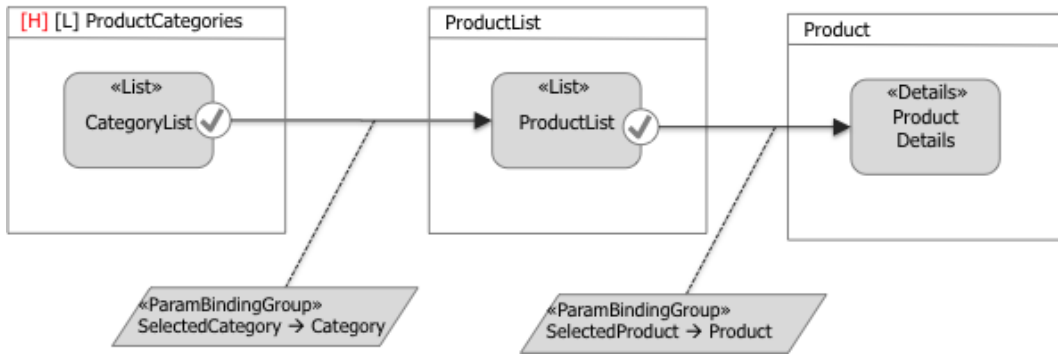 [H] [L] ProductCategories
«List»
CategoryList
ProductList
«List»
ProductList
Product
«Details»
Product
Details
«ParamBindingGroup»
SelectedCategory → Category
«ParamBindingGroup»
SelectedProduct → Product